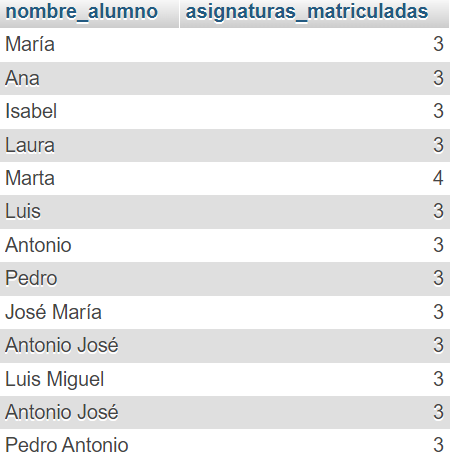 nombre_alumno asignaturas_matriculadas
María 3
Ana 3
Isabel 3
Laura 3
Marta 4
Luis 3
Antonio 3
Pedro 3
José María 3
Antonio José 3
Luis Miguel 3
Antonio José 3
Pedro Antonio 3